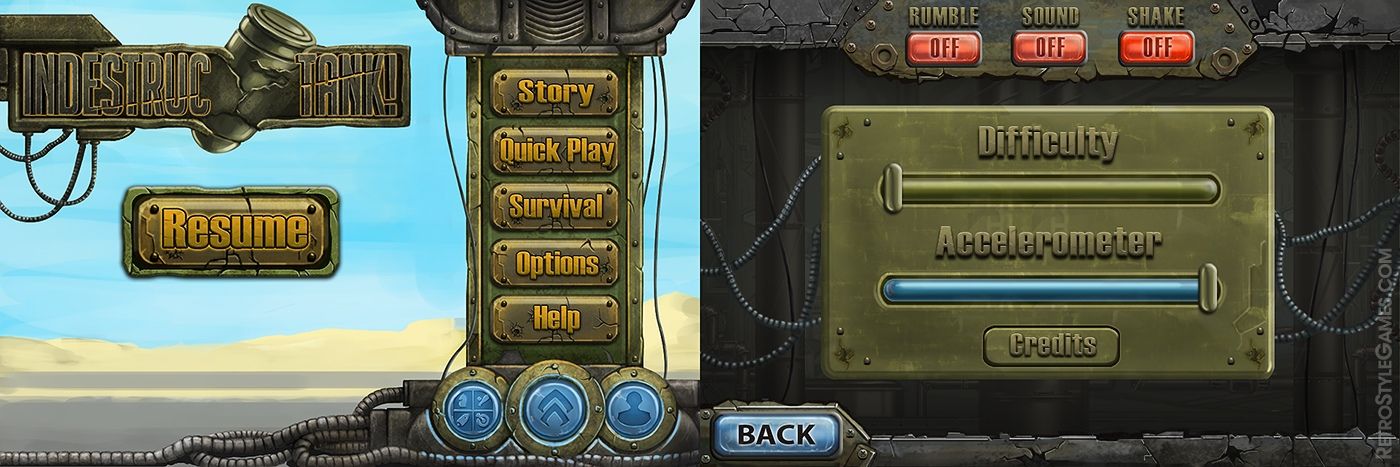 INDESTRUC TANK!
Resume
Story
Quick Play
Survival
Options
Help
RUMBLE SOUND SHAKE
OFF OFF OFF
Difficulty
Accelerometer
Credits
BACK
RETROSTYLEGAMES.COM